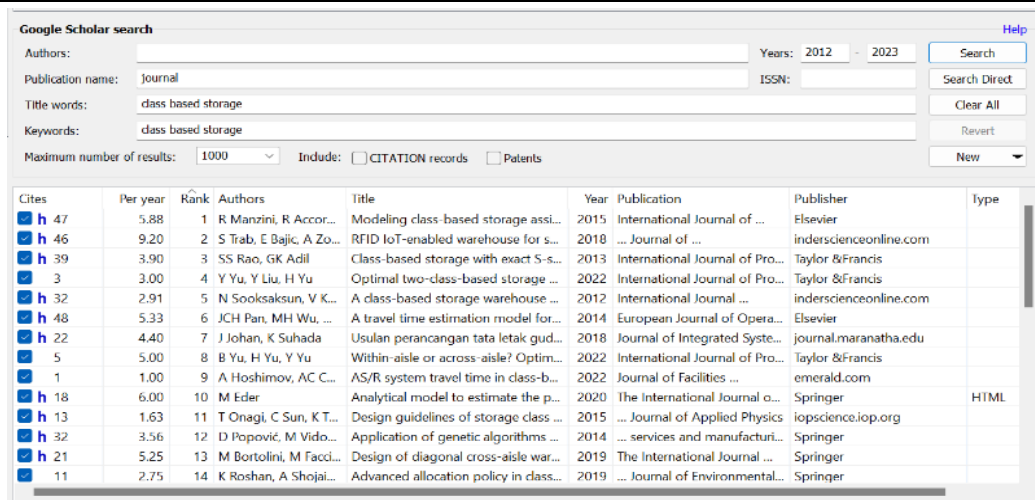 Google Scholar search Help
Authors: Years: 2012 - 2023 Search
Publication name: journal ISSN: Search Direct
Title words: class based storage Clear All
Keywords: class based storage Revert
Maximum number of results: 1000 Include: CITATION records Patents New
Cites Per year Rank Authors Title Year Publication Publisher Type
h 47 5.88 1 R Manzini, R Accor... Modeling class-based storage assi... 2015 International Journal of ... Elsevier
h 46 9.20 2 S Trab, E Bajic, A Zo... RFID IoT-enabled warehouse for s... 2018 ... Journal of ... inderscienceonline.com
h 39 3.90 3 SS Rao, GK Adil Class-based storage with exact S-s... 2013 International Journal of Pro... Taylor &Francis
3 3.00 4 Y Yu, Y Liu, H Yu Optimal two-class-based storage ... 2022 International Journal of Pro... Taylor &Francis
h 32 2.91 5 N Sooksaksun, V K... A class-based storage warehouse ... 2012 International Journal ... inderscienceonline.com
h 48 5.33 6 JCH Pan, MH Wu, ... A travel time estimation model for... 2014 European Journal of Opera... Elsevier
h 22 4.40 7 J Johan, K Suhada Usulan perancangan tata letak gud... 2018 Journal of Integrated Syste... journal.maranatha.edu
5 5.00 8 B Yu, H Yu, Y Yu Within-aisle or across-aisle? Optim... 2022 International Journal of Pro... Taylor &Francis
1 1.00 9 A Hoshimov, AC C... AS/R system travel time in class-b... 2022 Journal of Facilities ... emerald.com
h 18 6.00 10 M Eder Analytical model to estimate the p... 2020 The International Journal o... Springer HTML
h 13 1.63 11 T Onagi, C Sun, K T... Design guidelines of storage class ... 2015 ... Journal of Applied Physics iopscience.iop.org
h 32 3.56 12 D Popović, M Vido... Application of genetic algorithms ... 2014 ... services and manufacturi... Springer
h 21 5.25 13 M Bortolini, M Facci... Design of diagonal cross-aisle war... 2019 The International Journal ... Springer
11 2.75 14 K Roshan, A Shojai... Advanced allocation policy in class... 2019 ... Journal of Environmental... Springer